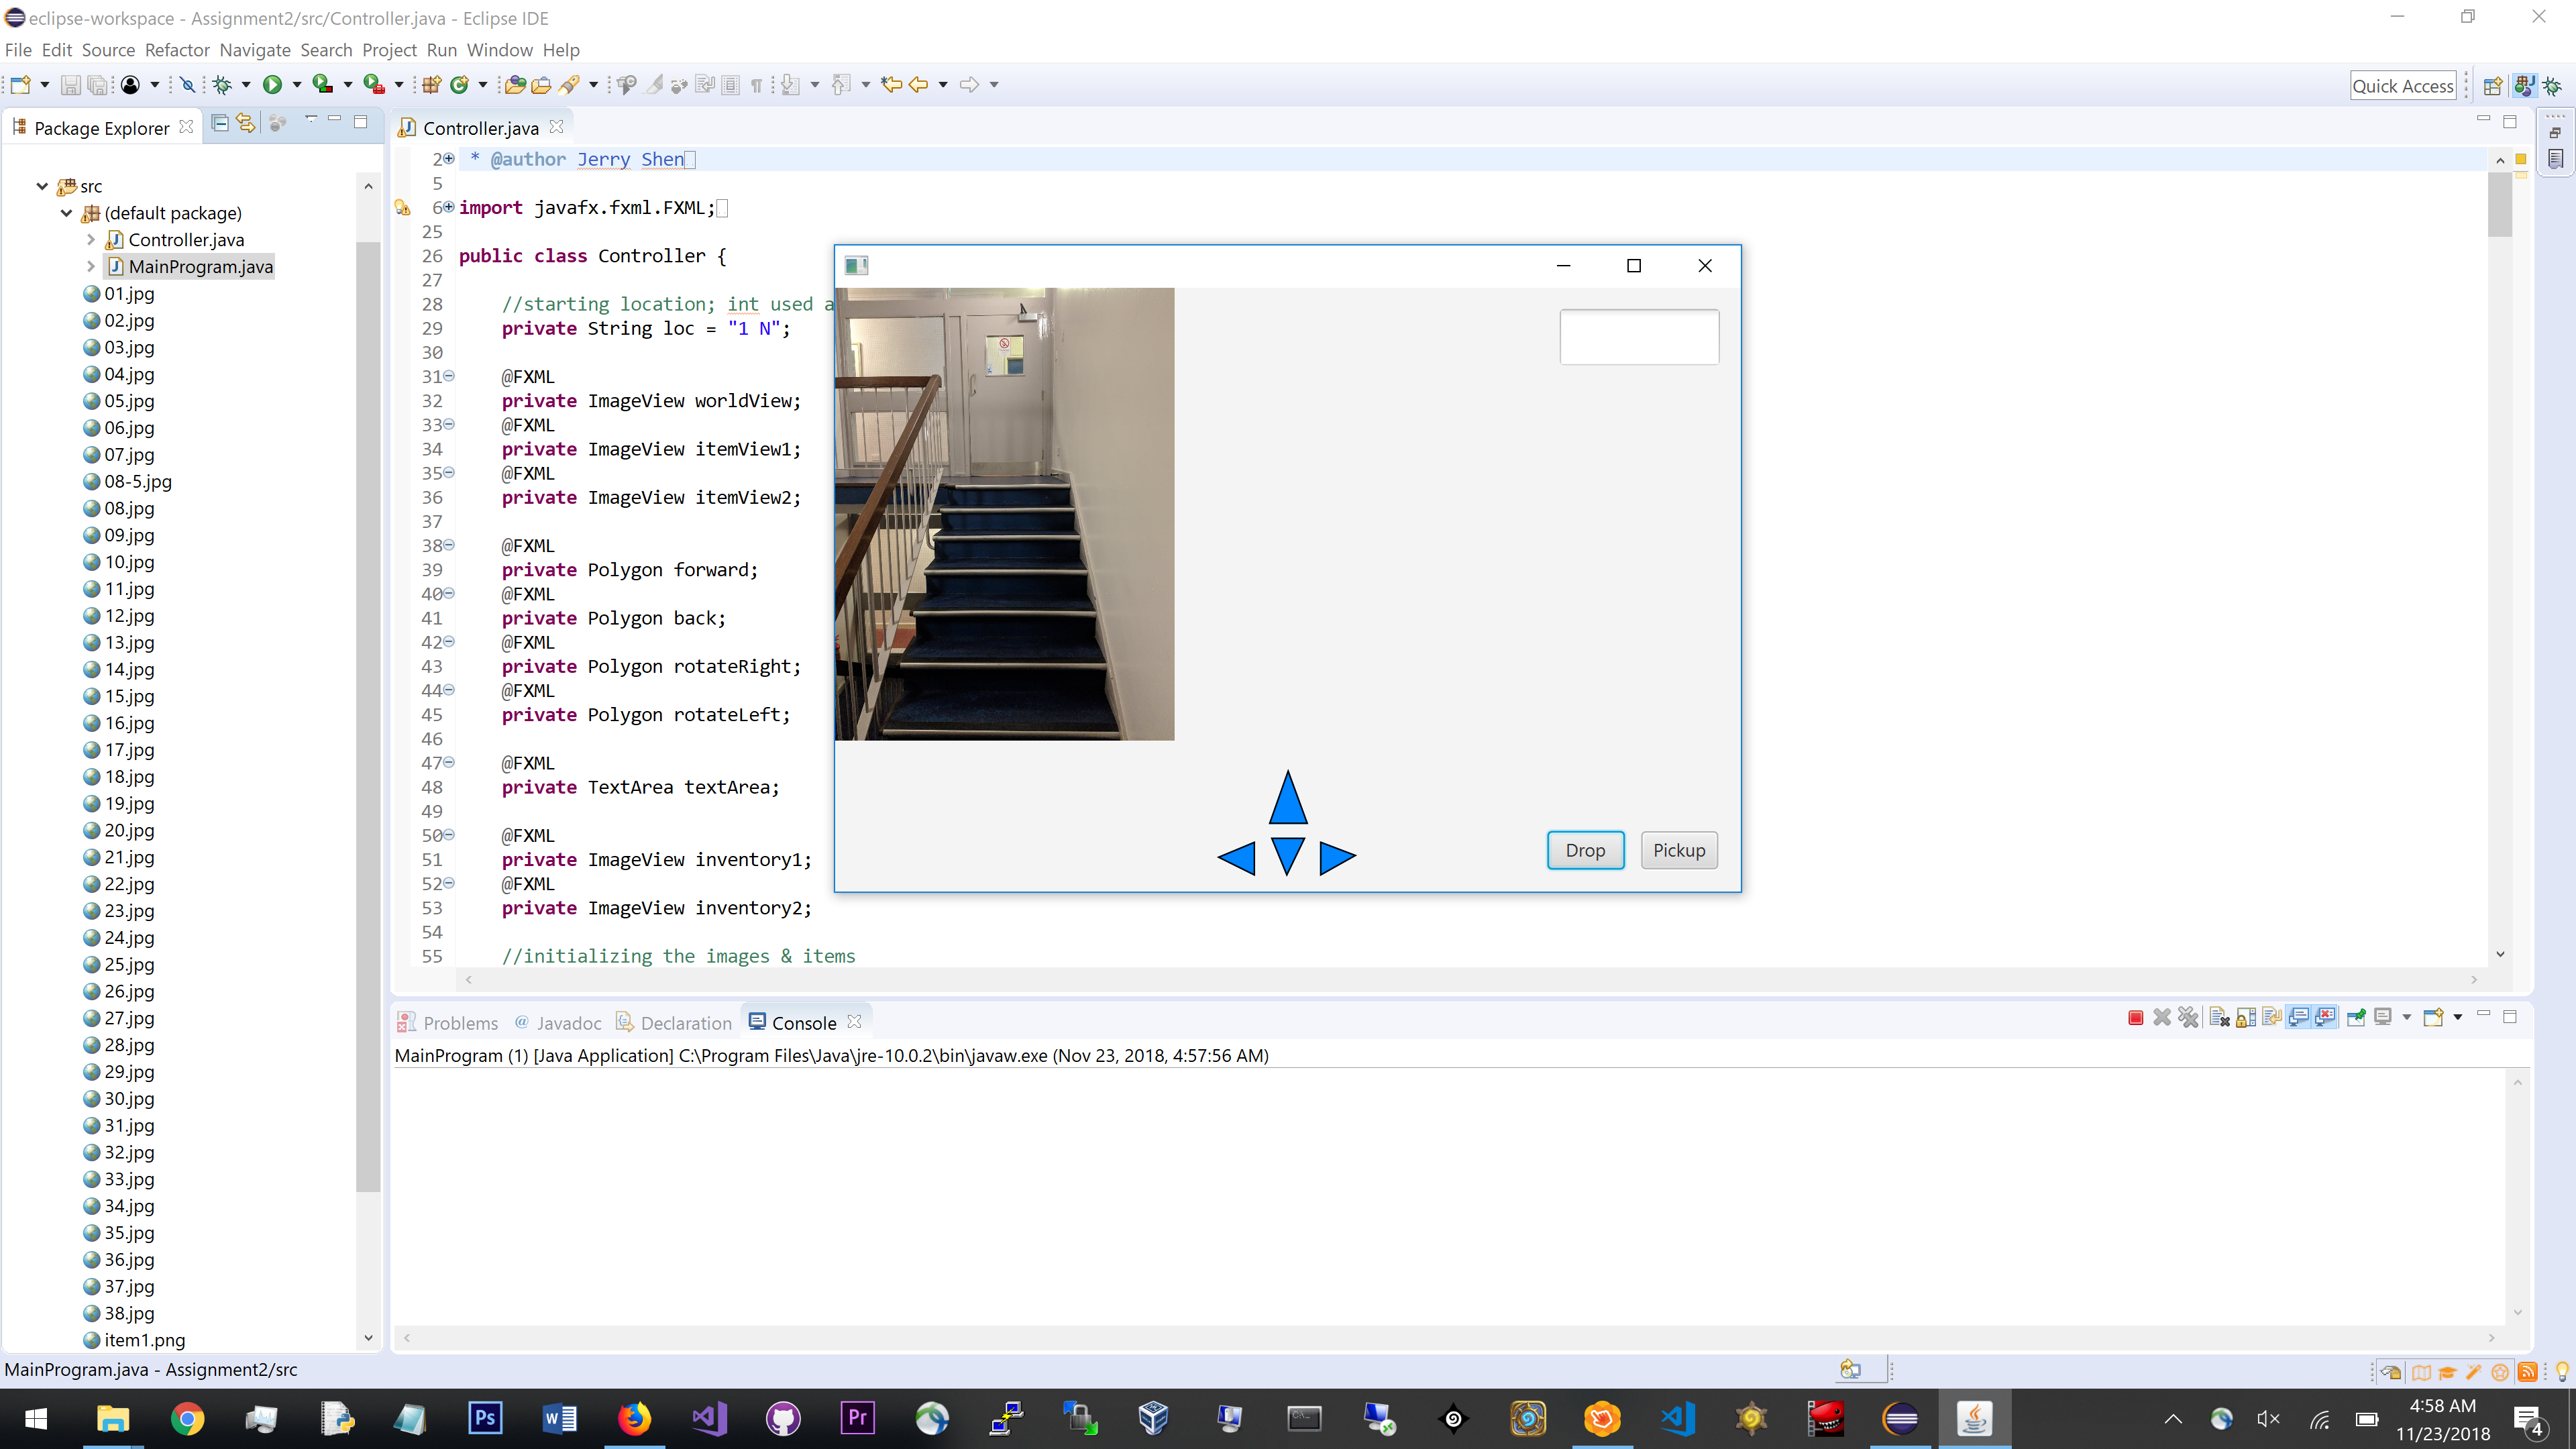 eclipse-workspace - Assignment2/src/Controller.java - Eclipse IDE
File Edit Source Refactor Navigate Search Project Run Window Help
Quick Access
Package Explorer
src
(default package)
Controller.java
MainProgram.java
01.jpg
02.jpg
03.jpg
04.jpg
05.jpg
06.jpg
07.jpg
08-5.jpg
08.jpg
09.jpg
10.jpg
11.jpg
12.jpg
13.jpg
14.jpg
15.jpg
16.jpg
17.jpg
18.jpg
19.jpg
20.jpg
21.jpg
22.jpg
23.jpg
24.jpg
25.jpg
26.jpg
27.jpg
28.jpg
29.jpg
30.jpg
31.jpg
32.jpg
33.jpg
34.jpg
35.jpg
36.jpg
37.jpg
38.jpg
item1.png
Controller.java
2 * @author Jerry Shen
5
6 import javafx.fxml.FXML;
25
26 public class Controller {
27
28 //starting location; int used a
29 private String loc = "1 N";
30
31 @FXML
32 private ImageView worldView;
33 @FXML
34 private ImageView itemView1;
35 @FXML
36 private ImageView itemView2;
37
38 @FXML
39 private Polygon forward;
40 @FXML
41 private Polygon back;
42 @FXML
43 private Polygon rotateRight;
44 @FXML
45 private Polygon rotateLeft;
46
47 @FXML
48 private TextArea textArea;
49
50 @FXML
51 private ImageView inventory1;
52 @FXML
53 private ImageView inventory2;
54
55 //initializing the images & items
Drop Pickup
Problems @ Javadoc Declaration Console
MainProgram (1) [Java Application] C:\Program Files\Java\jre-10.0.2\bin\javaw.exe (Nov 23, 2018, 4:57:56 AM)
MainProgram.java - Assignment2/src
Ps
Pr
4:58 AM
11/23/2018
4